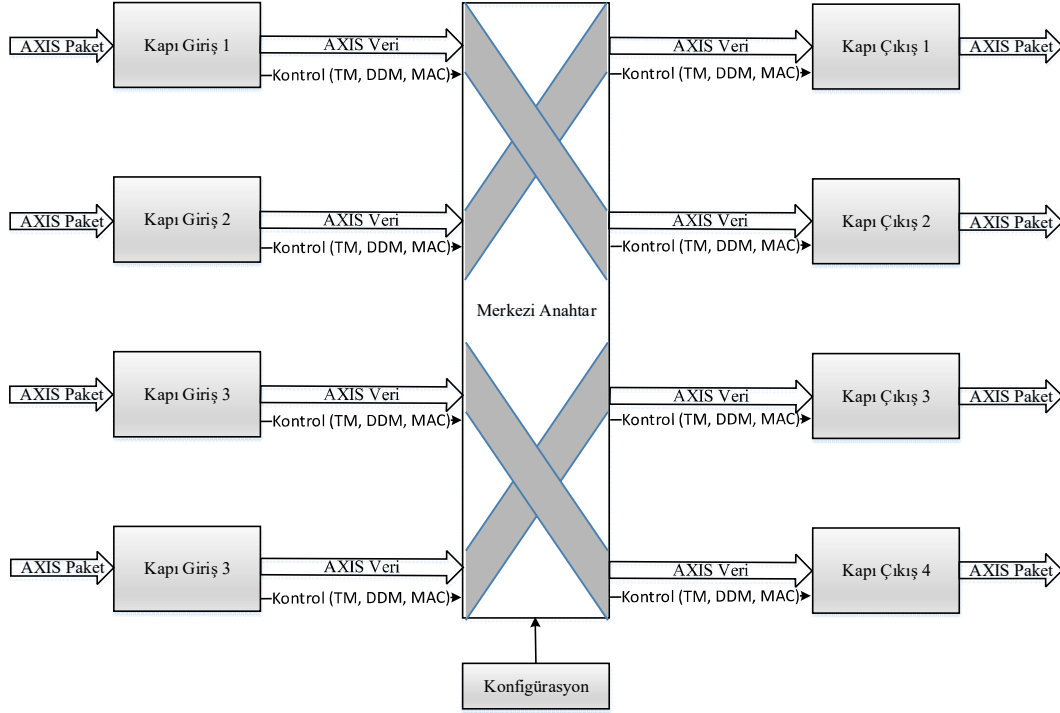 AXIS Paket
Kapı Giriş 1
AXIS Veri
Kontrol (TM, DDM, MAC)
AXIS Veri
Kontrol (TM, DDM, MAC)
Kapı Çıkış 1
AXIS Paket
AXIS Paket
Kapı Giriş 2
AXIS Veri
Kontrol (TM, DDM, MAC)
AXIS Veri
Kontrol (TM, DDM, MAC)
Kapı Çıkış 2
AXIS Paket
Merkezi Anahtar
AXIS Paket
Kapı Giriş 3
AXIS Veri
Kontrol (TM, DDM, MAC)
AXIS Veri
Kontrol (TM, DDM, MAC)
Kapı Çıkış 3
AXIS Paket
AXIS Paket
Kapı Giriş 3
AXIS Veri
Kontrol (TM, DDM, MAC)
AXIS Veri
Kontrol (TM, DDM, MAC)
Kapı Çıkış 4
AXIS Paket
Konfigürasyon